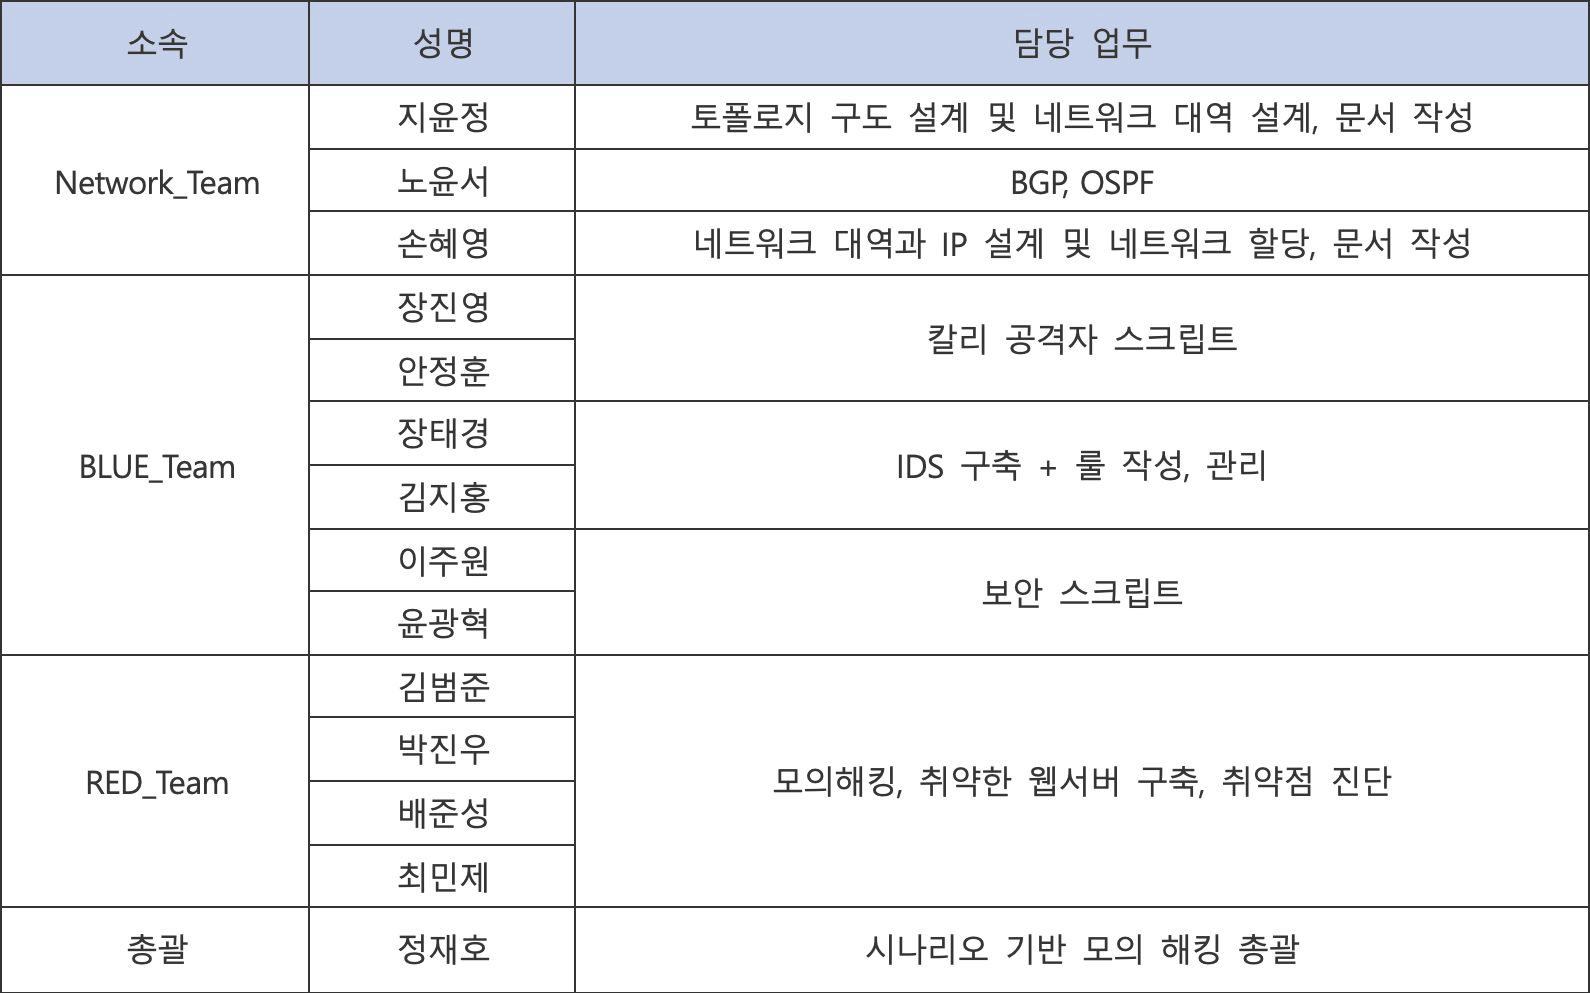 소속 성명 담당 업무
Network_Team
지윤정 토폴로지 구도 설계 및 네트워크 대역 설계, 문서 작성
노윤서 BGP, OSPF
손혜영 네트워크 대역과 IP 설계 및 네트워크 할당, 문서 작성
BLUE_Team
장진영
안정훈
칼리 공격자 스크립트
장태경
김지홍
IDS 구축 + 룰 작성, 관리
이주원
윤광혁
보안 스크립트
RED_Team
김범준
박진우
배준성
최민제
모의해킹, 취약한 웹서버 구축, 취약점 진단
총괄 정재호 시나리오 기반 모의 해킹 총괄